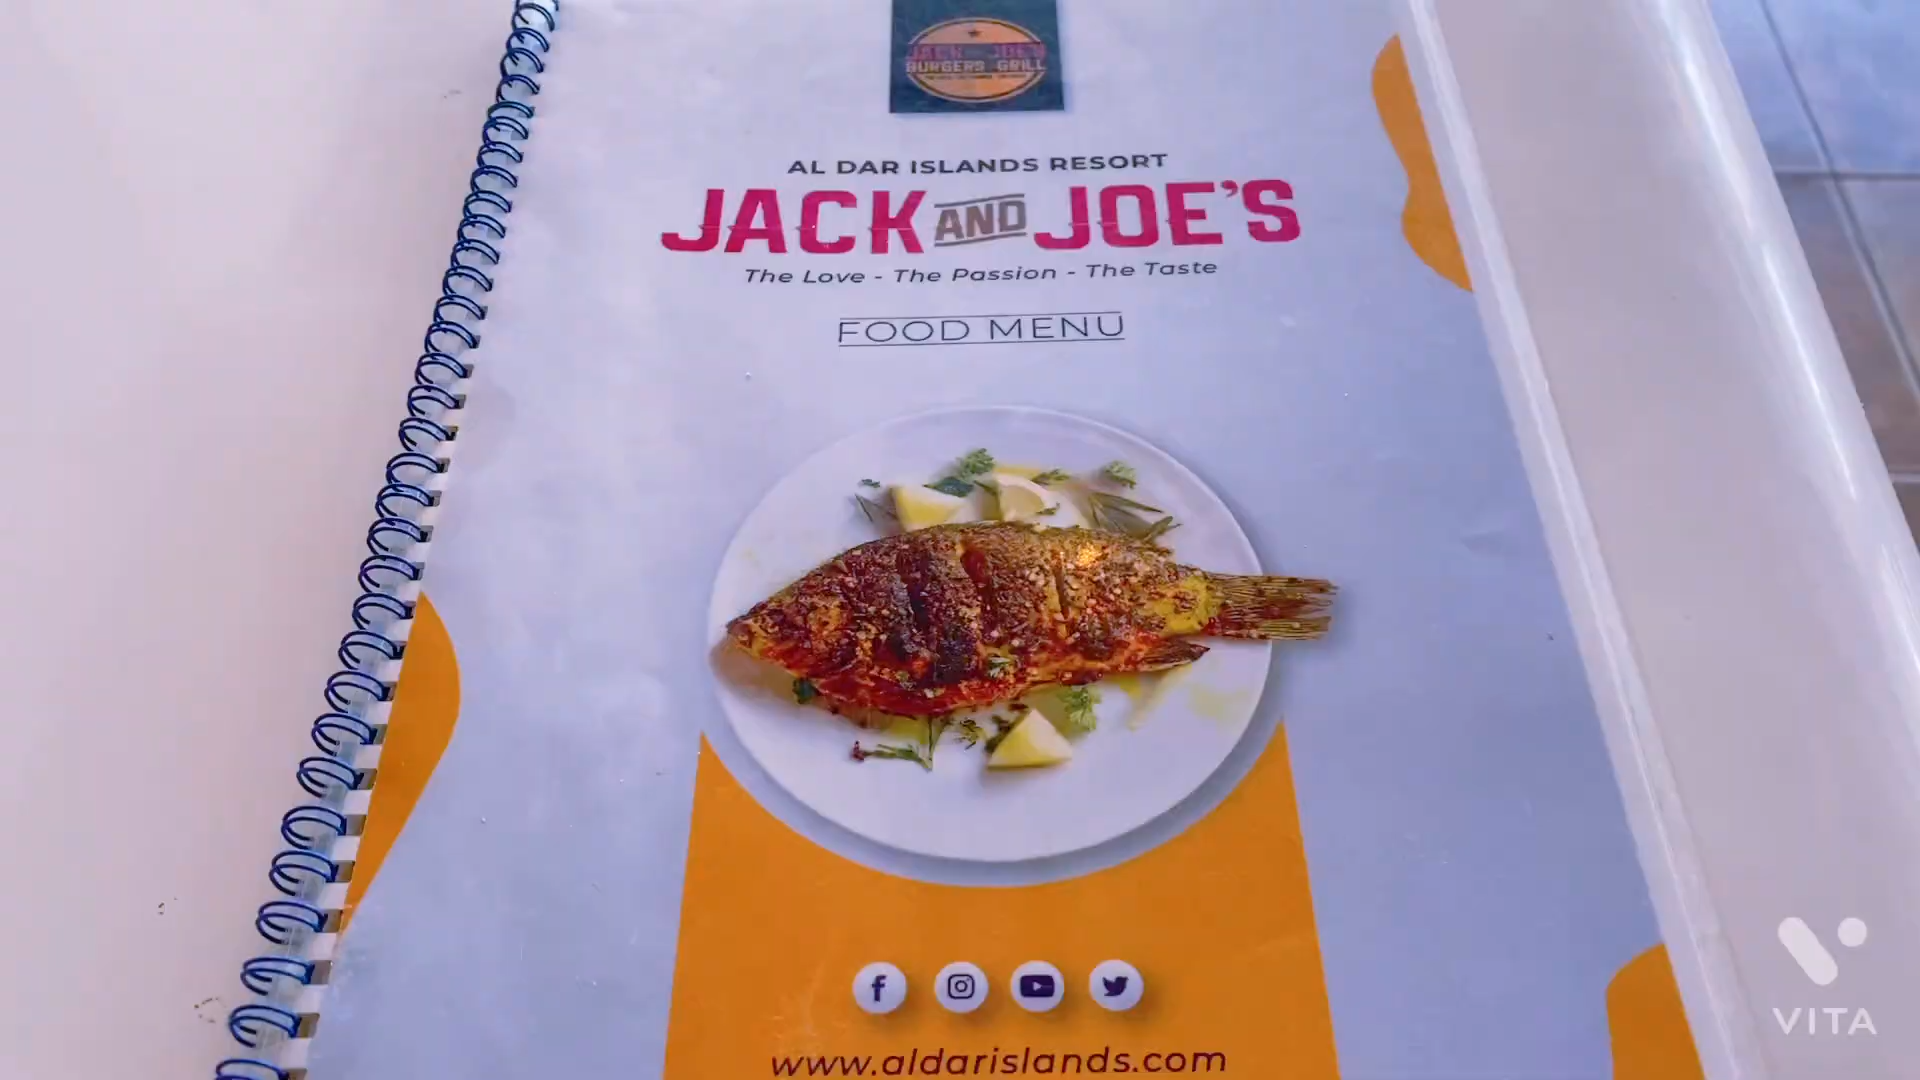 JACK AND JOE'S
BURGERS GRILL
AL DAR ISLANDS RESORT
JACK AND JOE'S
The Love - The Passion - The Taste
FOOD MENU
www.aldarislands.com
VITA